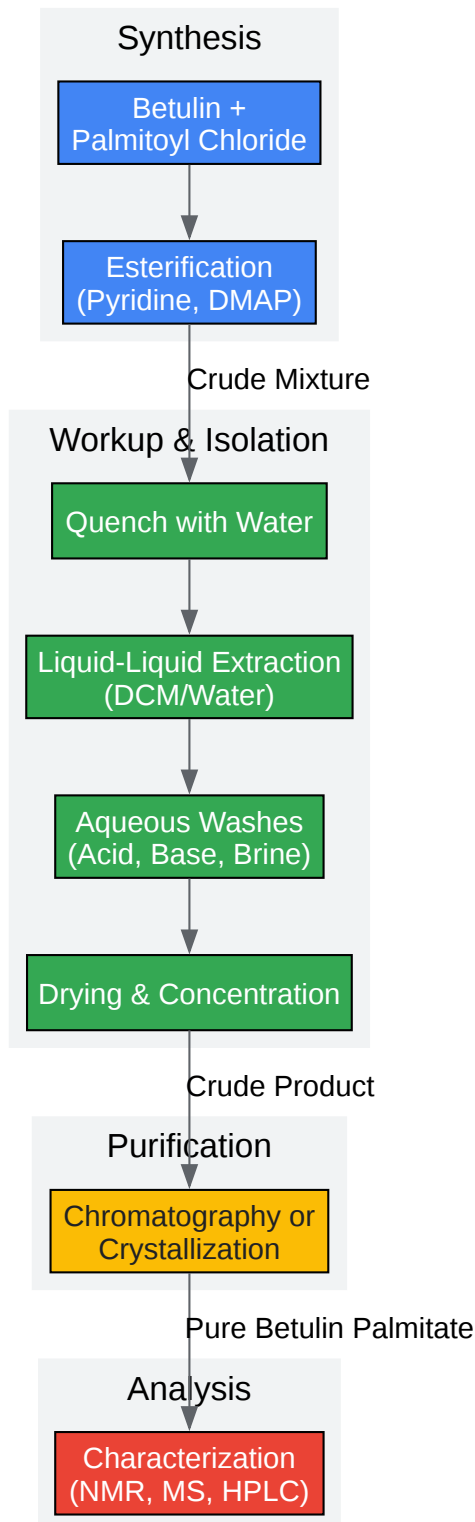 Synthesis
Betulin +
Palmitoyl Chloride
Esterification
(Pyridine, DMAP)
Crude Mixture
Workup & Isolation
Quench with Water
Liquid-Liquid Extraction
(DCM/Water)
Aqueous Washes
(Acid, Base, Brine)
Drying & Concentration
Crude Product
Purification
Chromatography or
Crystallization
Pure Betulin Palmitate
Analysis
Characterization
(NMR, MS, HPLC)